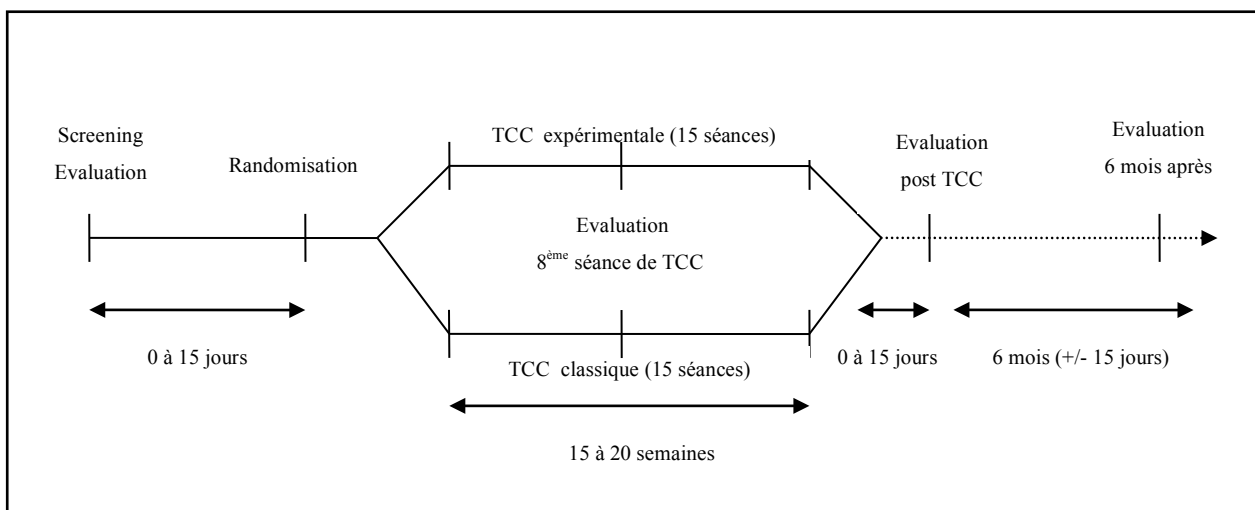 Screening
Evaluation
Randomisation
TCC expérimentale (15 séances)
Evaluation
8ème séance de TCC
TCC classique (15 séances)
Evaluation
post TCC
Evaluation
6 mois après
0 à 15 jours
15 à 20 semaines
0 à 15 jours
6 mois (+/- 15 jours)